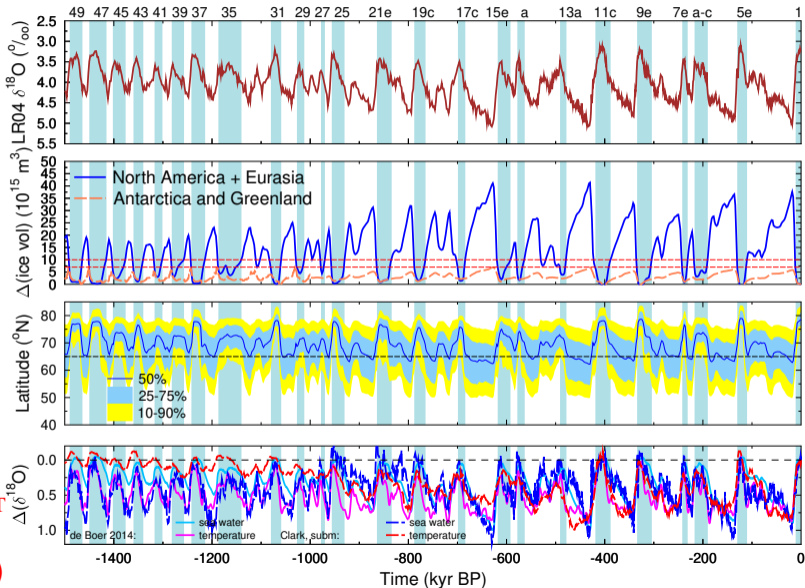 49 47 45 43 41 39 37 35 31 29 27 25 21e 19c 17c 15e a 13a 11c 9e 7e a-c 5e 1
LR04 δ18O (o/oo)
2.5
3.0
3.5
4.0
4.5
5.0
5.5
Δ(ice vol) (10^15 m^3)
50
45
40
35
30
25
20
15
10
5
0
North America + Eurasia
Antarctica and Greenland
Latitude (0N)
80
70
60
50
40
50%
25-75%
10-90%
Δ(δ18O)
0.0
0.5
1.0
de Boer 2014:
sea water
temperature
Clark, subm:
sea water
temperature
-1400 -1200 -1000 -800 -600 -400 -200 0
Time (kyr BP)